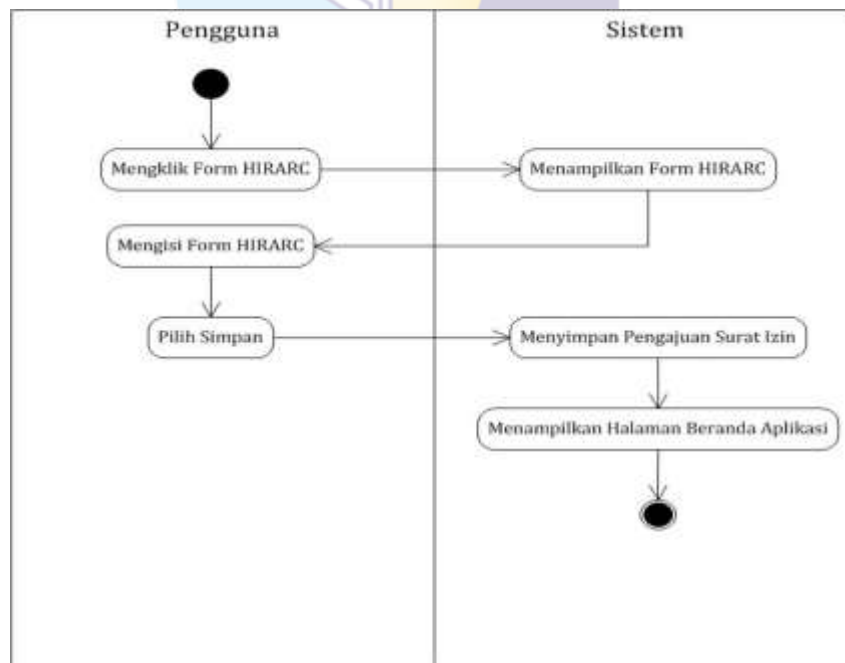 Pengguna
Sistem
Mengklik Form HIRARC
Menampilkan Form HIRARC
Mengisi Form HIRARC
Pilih Simpan
Menyimpan Pengajuan Surat Izin
Menampilkan Halaman Beranda Aplikasi